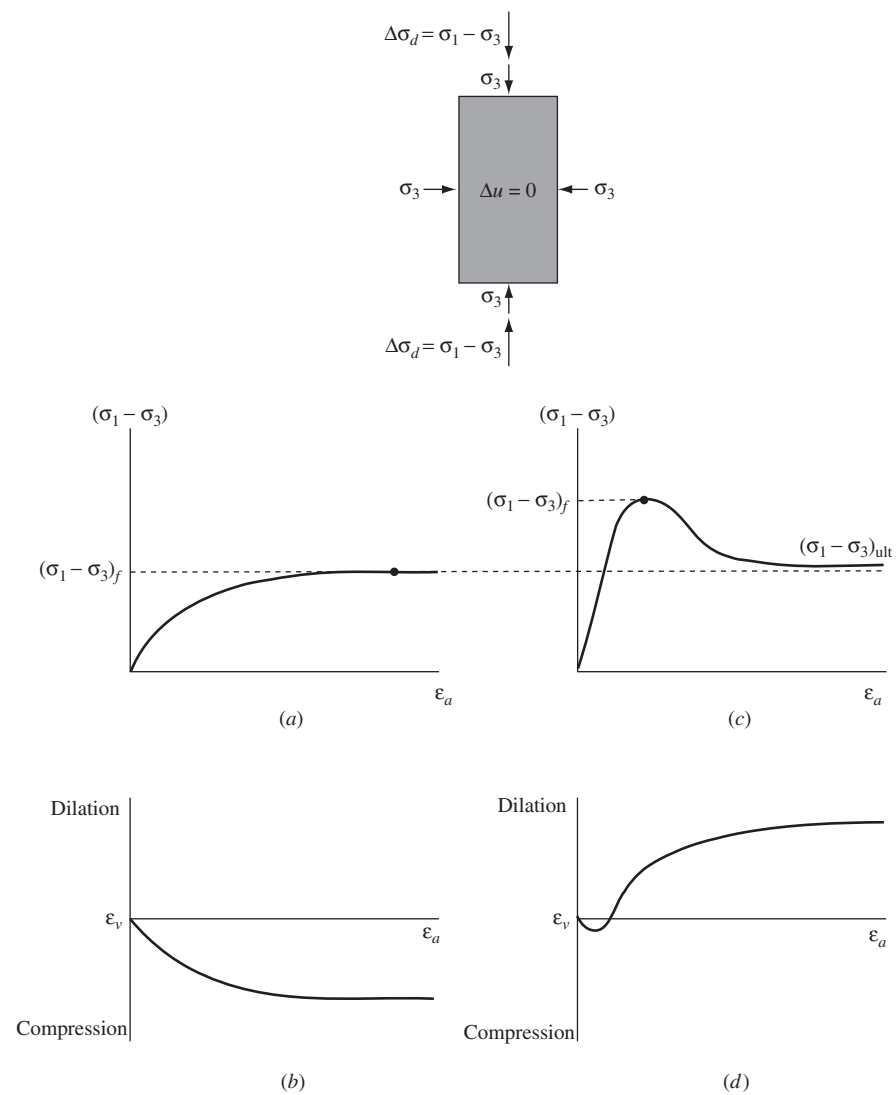 Δσd = σ1 − σ3
σ3
σ3
Δu = 0
σ3
σ3
Δσd = σ1 − σ3
(σ1 − σ3)
(σ1 − σ3)f
εa
(a)
(σ1 − σ3)
(σ1 − σ3)f
(σ1 − σ3)ult
εa
(c)
Dilation
εv
εa
Compression
(b)
Dilation
εv
εa
Compression
(d)